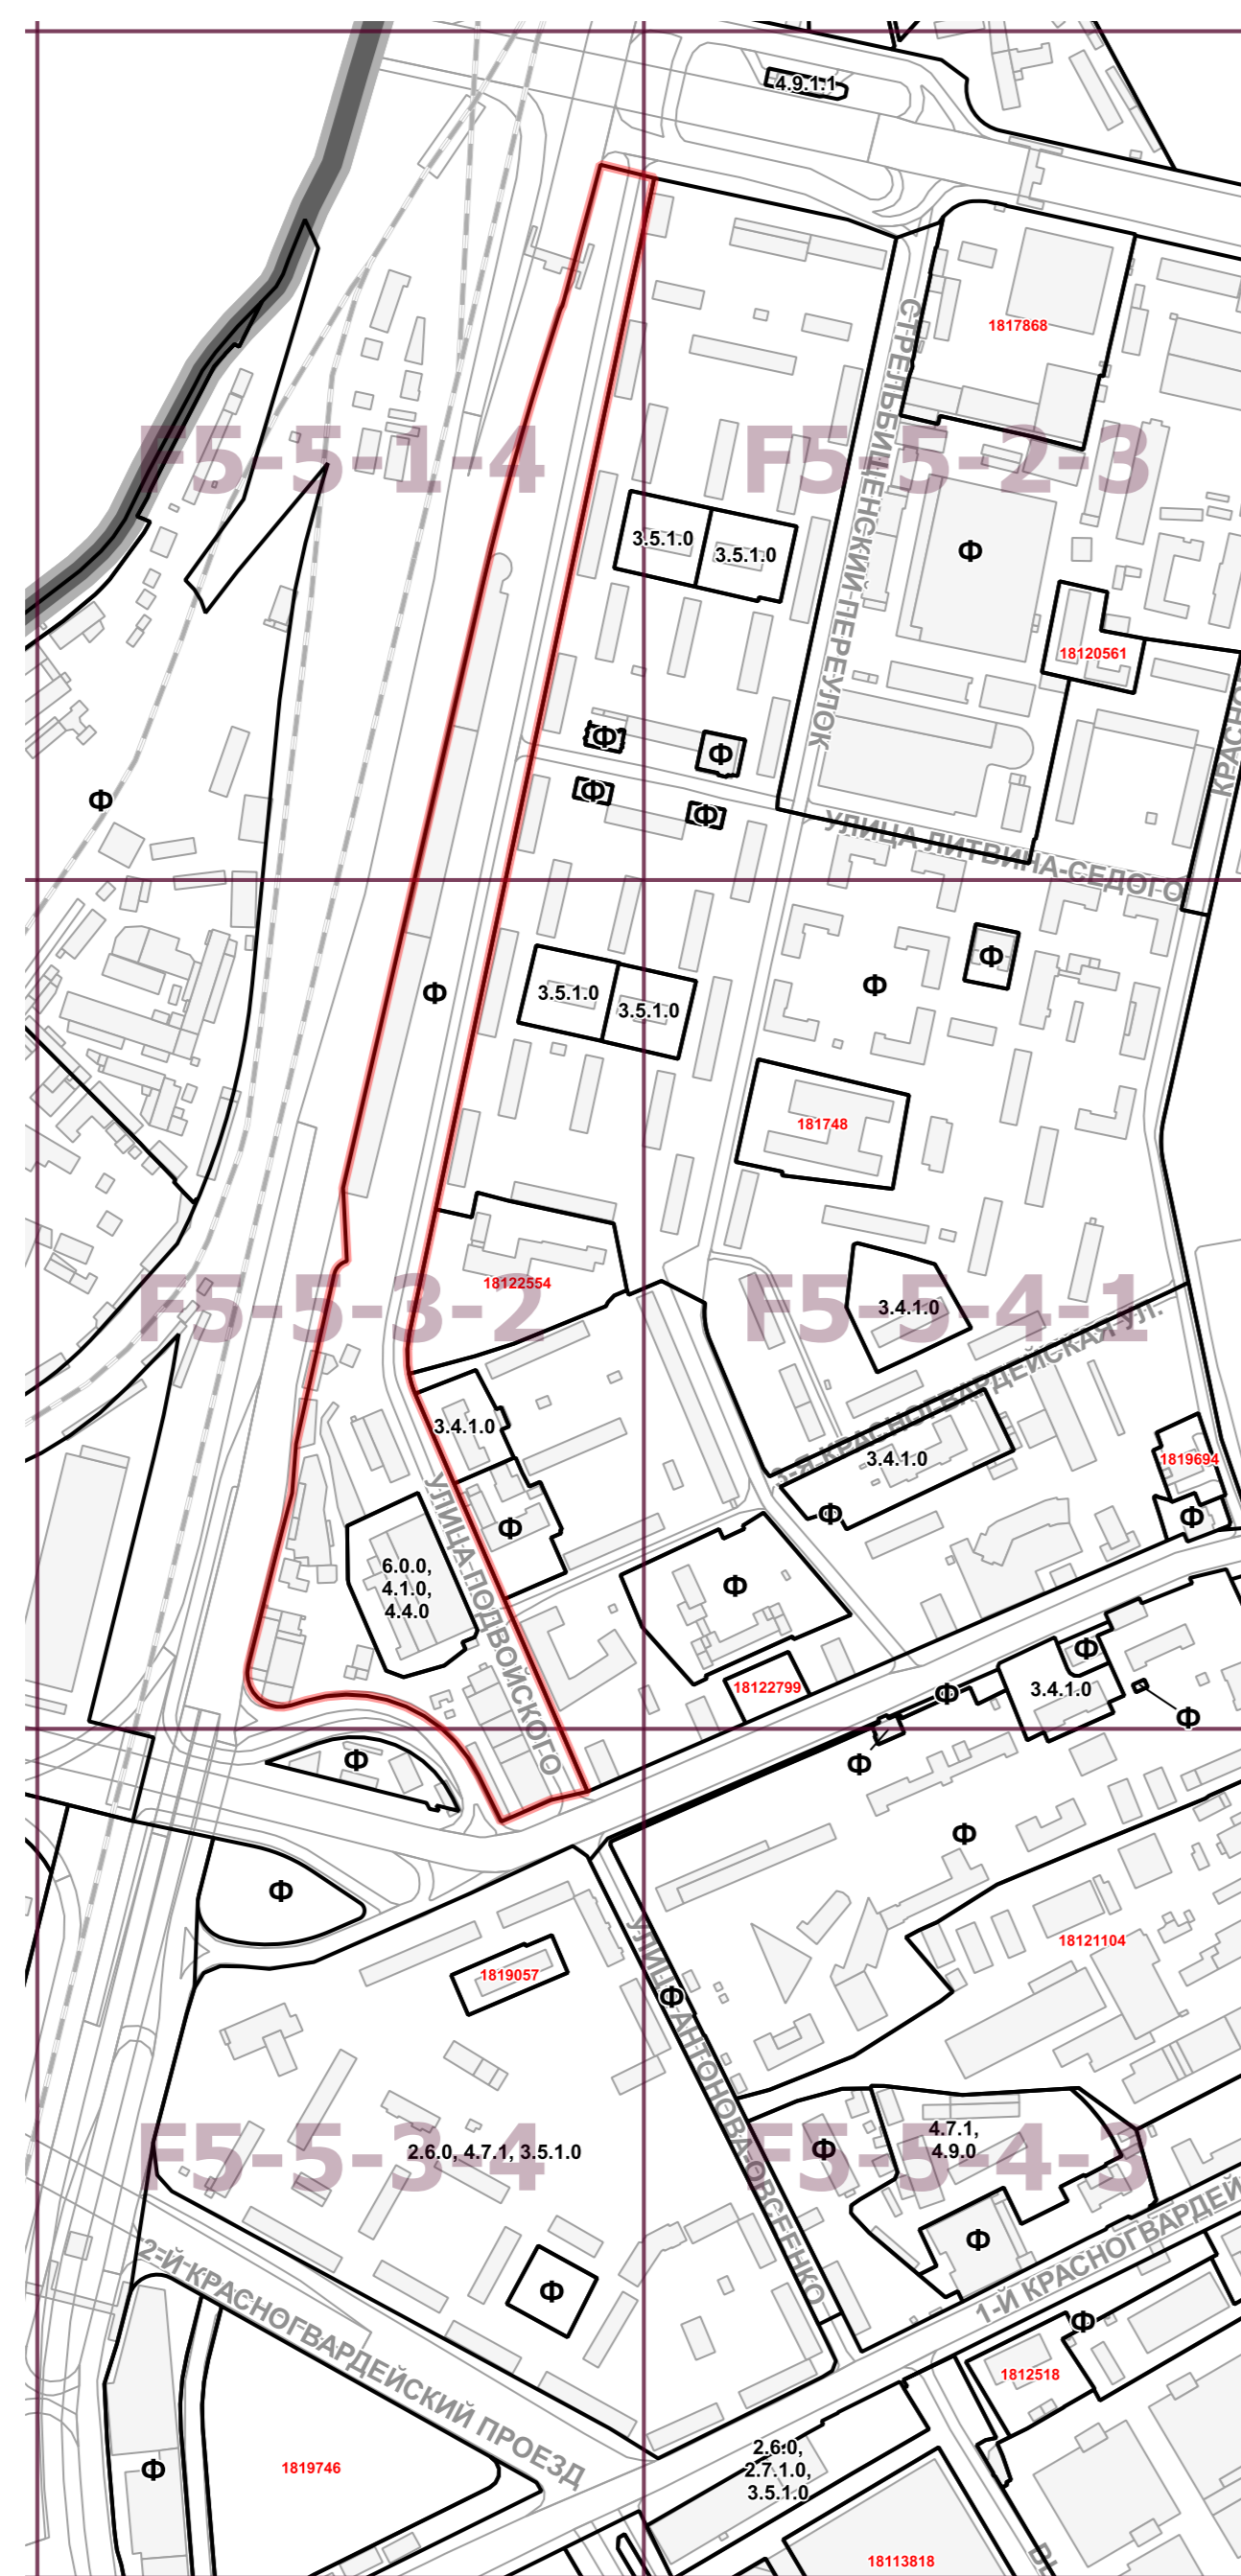 4.9.1.1
1817868
СТРЕЛЬБИЩЕНСКИЙ ПЕРЕУЛОК
F5-5-1-4
F5-5-2-3
3.5.1.0
3.5.1.0
Ф
18120561
Ф
Ф
Ф
Ф
Ф
УЛИЦА ЛИТВИНА-СЕДОГО
Ф
Ф
Ф
3.5.1.0
3.5.1.0
181748
18122554
F5-5-3-2
F5-5-4-1
3.4.1.0
3-Я КРАСНОГВАРДЕЙСКАЯ УЛ.
3.4.1.0
3.4.1.0
1819694
Ф
Ф
Ф
6.0.0,
4.1.0,
4.4.0
УЛИЦА ПОДВОЙСКОГО
Ф
18122799
Ф
3.4.1.0
Ф
Ф
Ф
Ф
Ф
Ф
18121104
1819057
Ф
УЛИЦА АНТОНОВА-ОВСЕЕНКО
F5-5-3-4
2.6.0, 4.7.1, 3.5.1.0
F5-5-4-3
Ф
4.7.1,
4.9.0
Ф
1-Й КРАСНОГВАРДЕЙ
Ф
2-Й КРАСНОГВАРДЕЙСКИЙ ПРОЕЗД
Ф
1812518
2.6.0,
2.7.1.0,
3.5.1.0
1819746
Ф
18113818